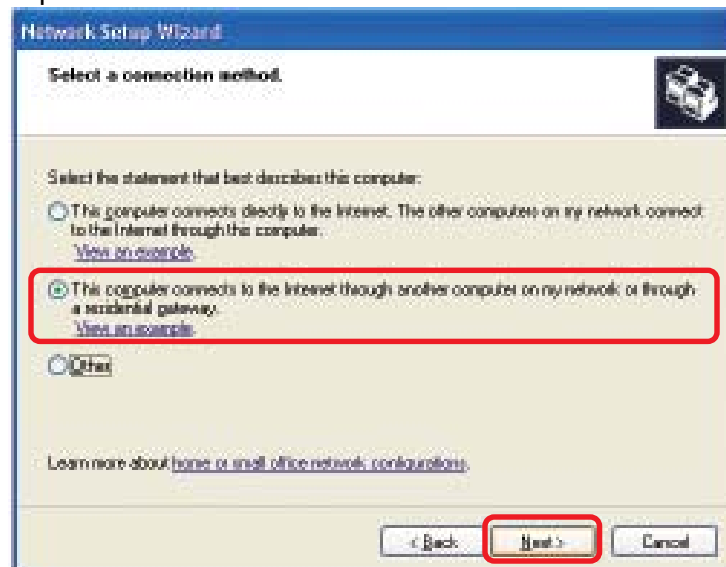 Network Setup Wizard
Select a connection method.
Select the statement that best describes this computer:
This computer connects directly to the Internet. The other computers on my network connect
to the Internet through this computer.
View an example.
This computer connects to the Internet through another computer on my network or through
a residential gateway.
View an example.
Other
Learn more about home or small office network configurations.
< Back
Next >
Cancel